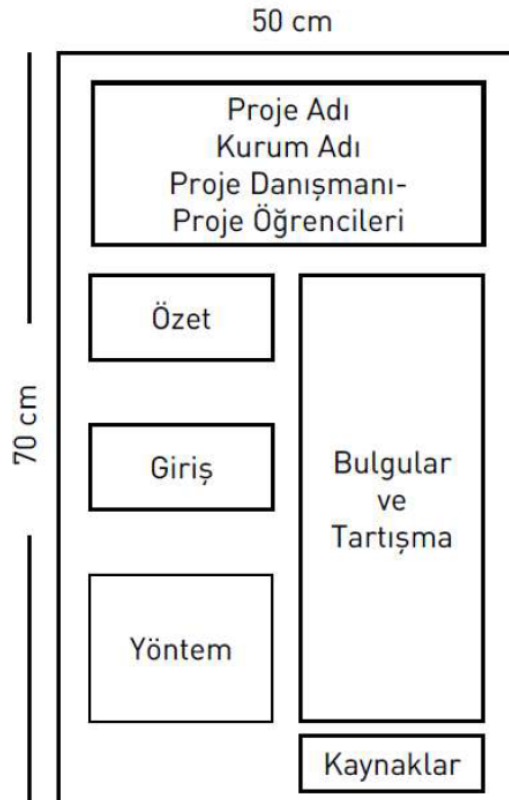 50 cm
70 cm
Proje Adı
Kurum Adı
Proje Danışmanı-
Proje Öğrencileri
Özet
Giriş
Yöntem
Bulgular
ve
Tartışma
Kaynaklar